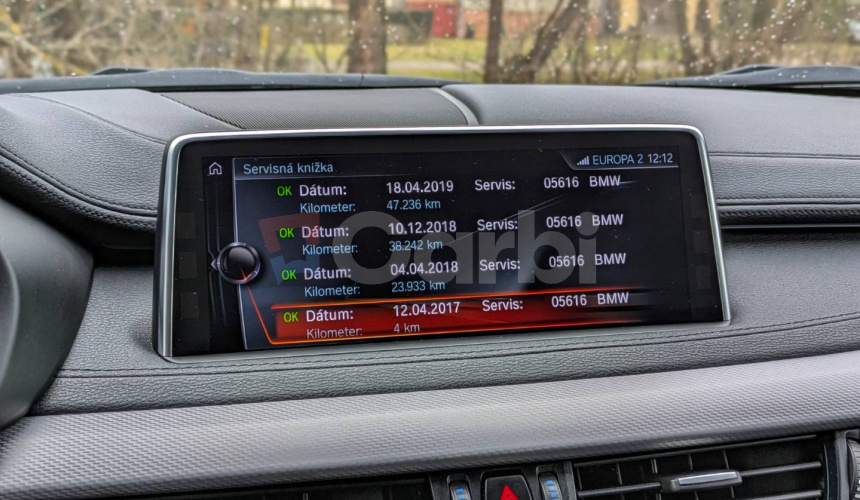 Servisná knižka EUROPA 2 12:12
OK Dátum: 18.04.2019 Servis: 05616 BMW
Kilometer: 47.236 km
OK Dátum: 10.12.2018 Servis: 05616 BMW
Kilometer: 38.242 km
OK Dátum: 04.04.2018 Servis: 05616 BMW
Kilometer: 23.933 km
OK Dátum: 12.04.2017 Servis: 05616 BMW
Kilometer: 4 km
Carbi